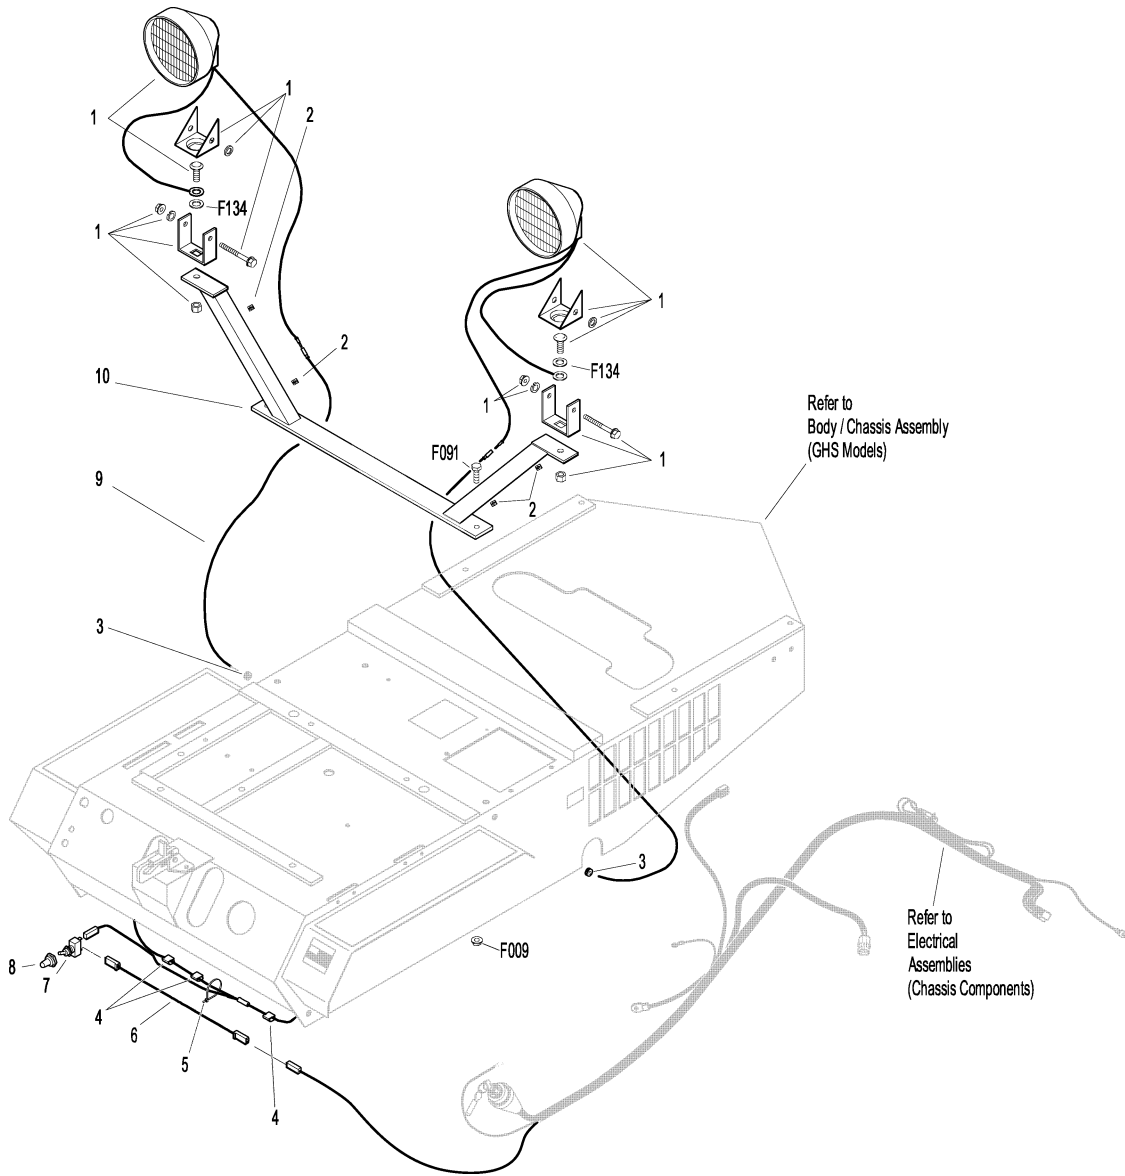 1
1
2
F134
1
1
2
2
F134
10
1
Refer to
Body / Chassis Assembly
(GHS Models)
F091
1
9
2
3
3
Refer to
Electrical
Assemblies
(Chassis Components)
F009
8
7
4
6
5
4